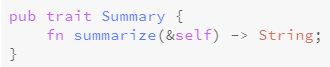 pub trait Summary {
    fn summarize(&self) -> String;
}